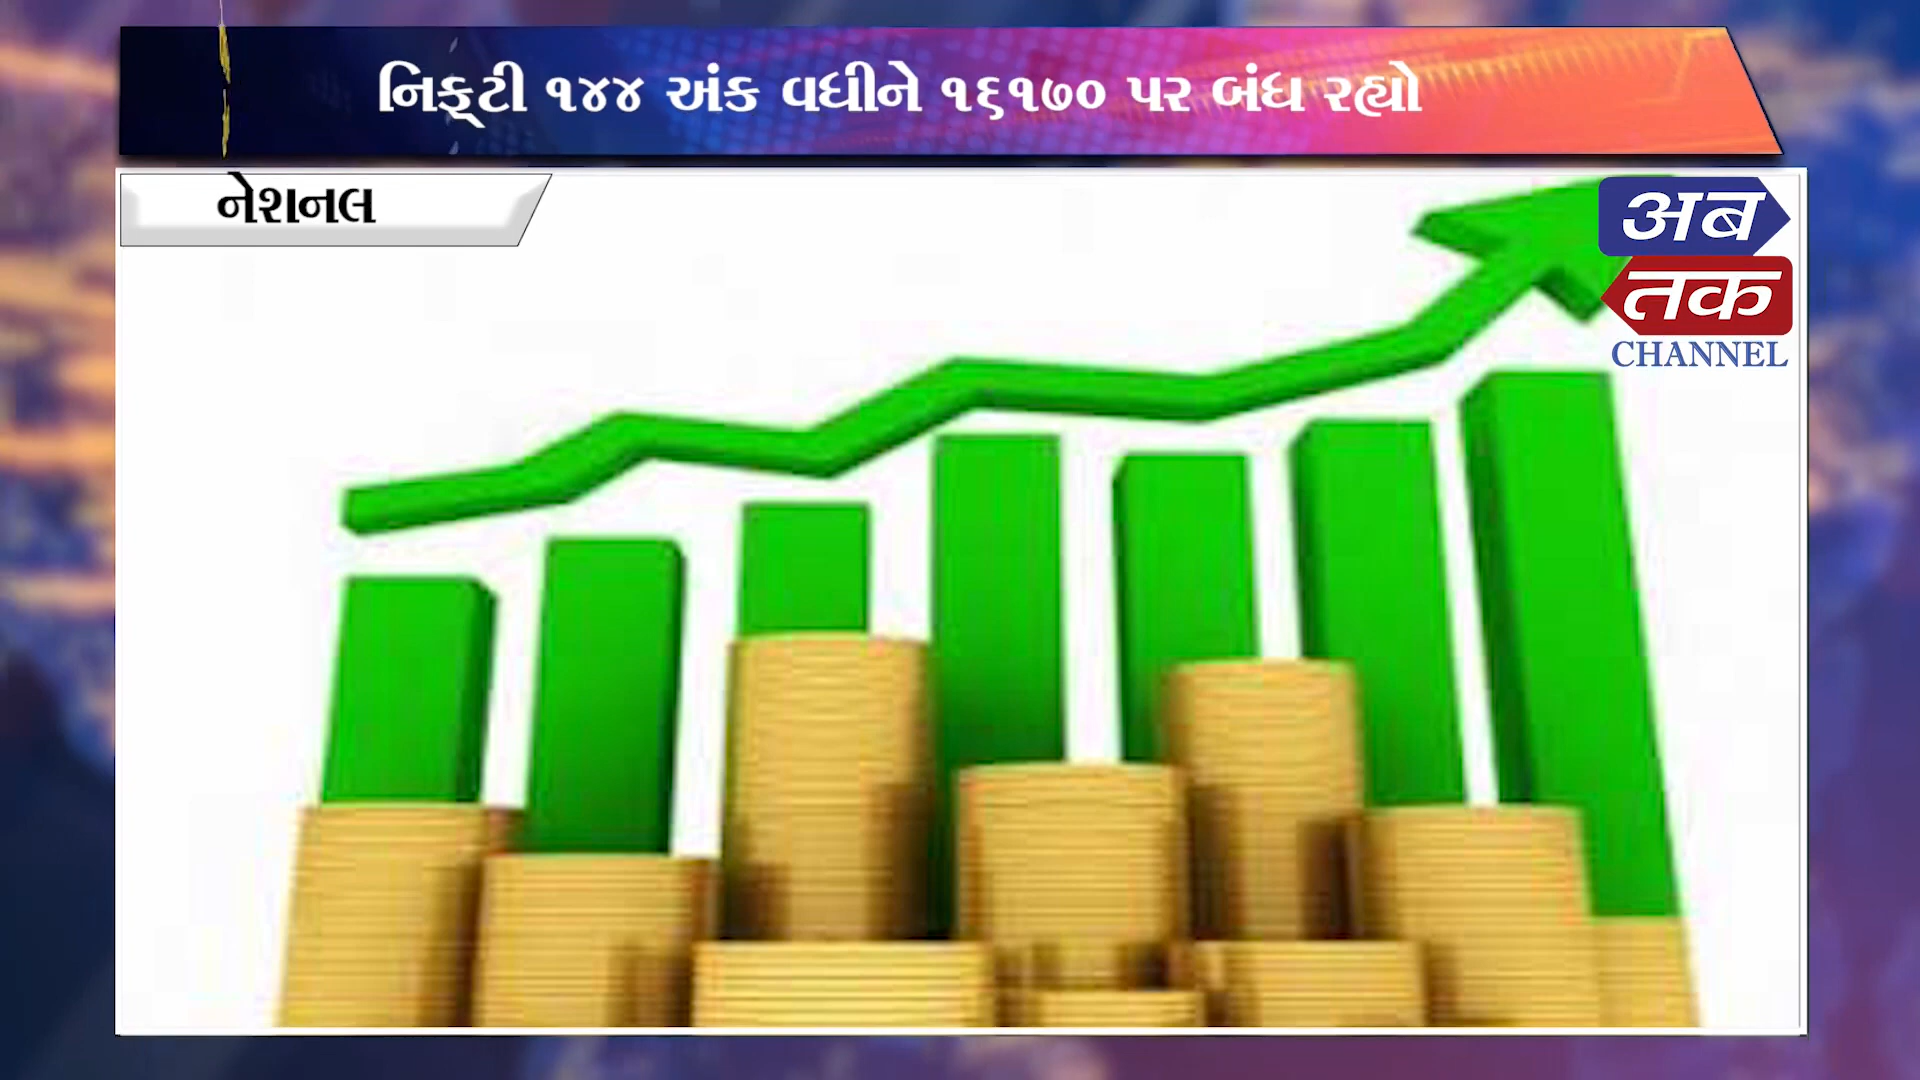 નિફ્ટી ૧૪૪ અંક વધીને ૧૬૧૭૦ પર બંધ રહ્યો
નેશનલ
अब
तक
CHANNEL